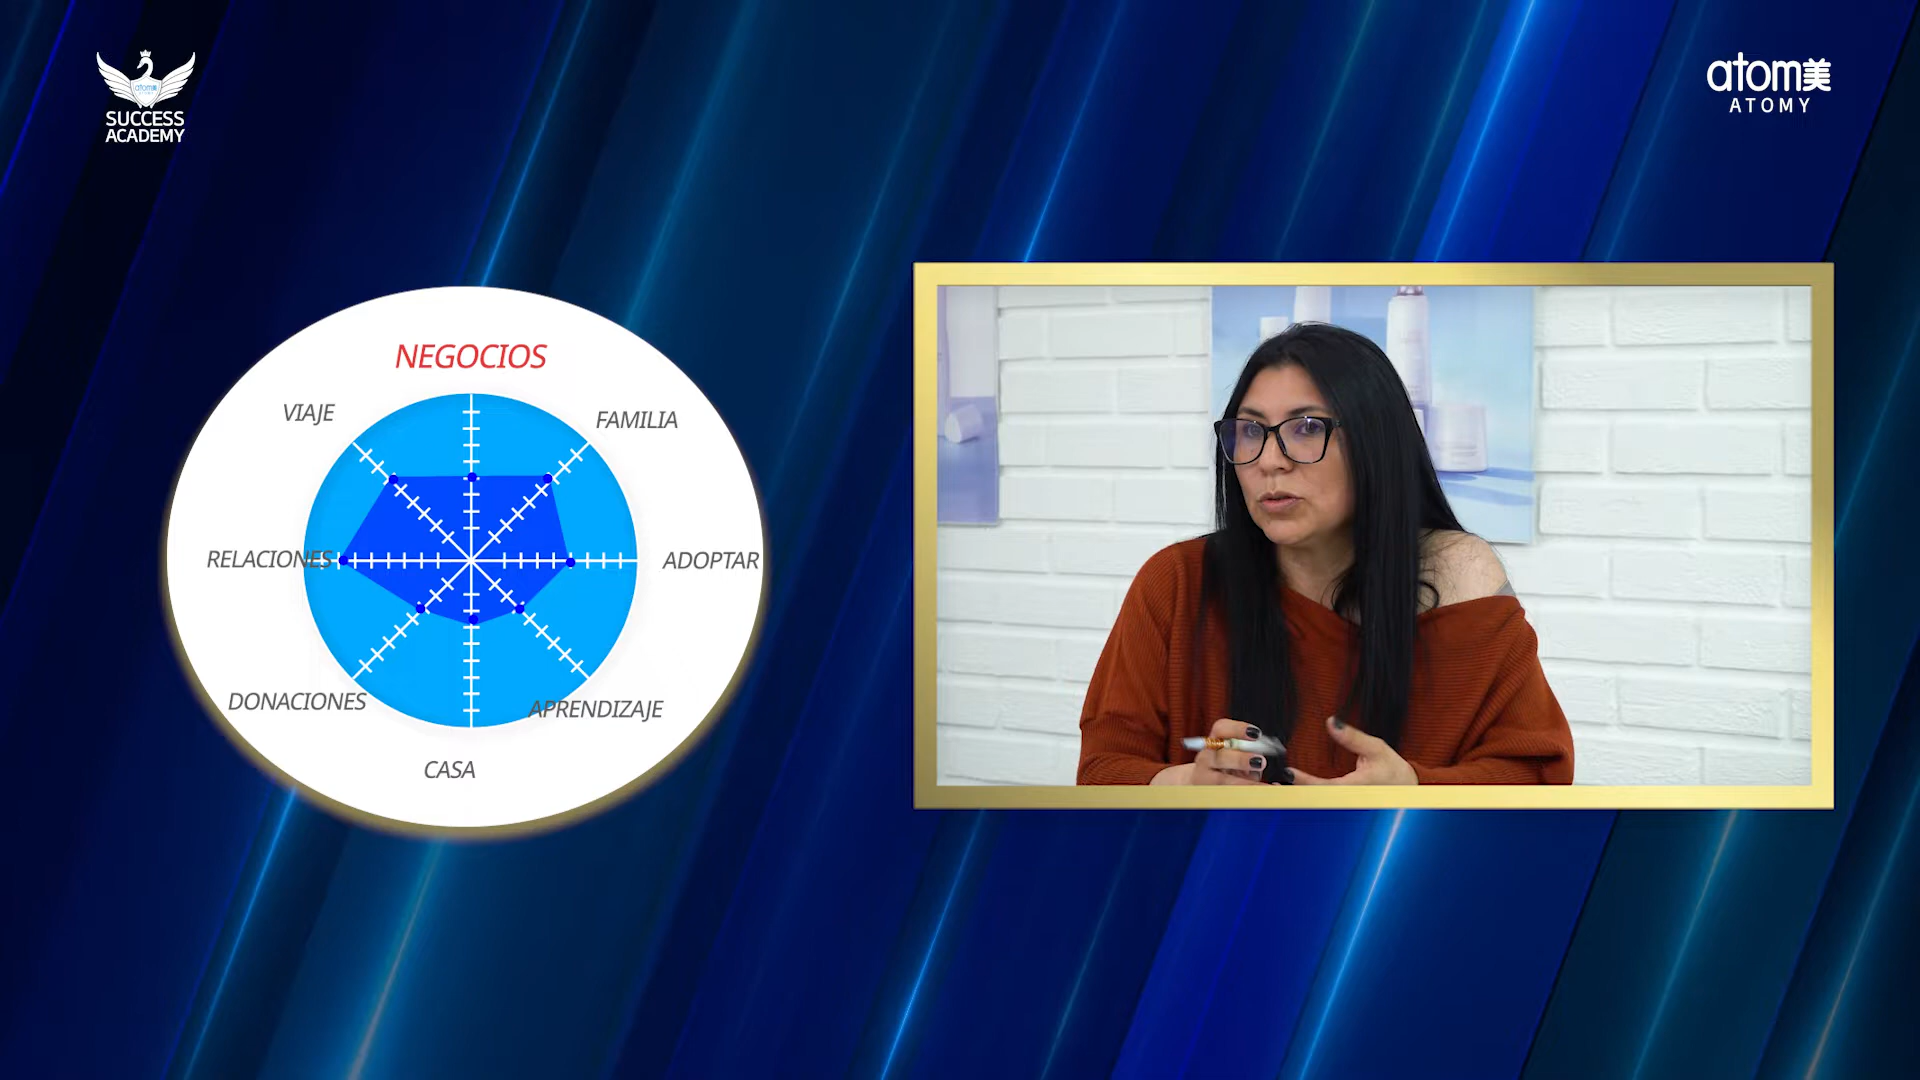 SUCCESS
ACADEMY
atom美
ATOMY
NEGOCIOS
VIAJE
FAMILIA
RELACIONES
ADOPTAR
DONACIONES
APRENDIZAJE
CASA